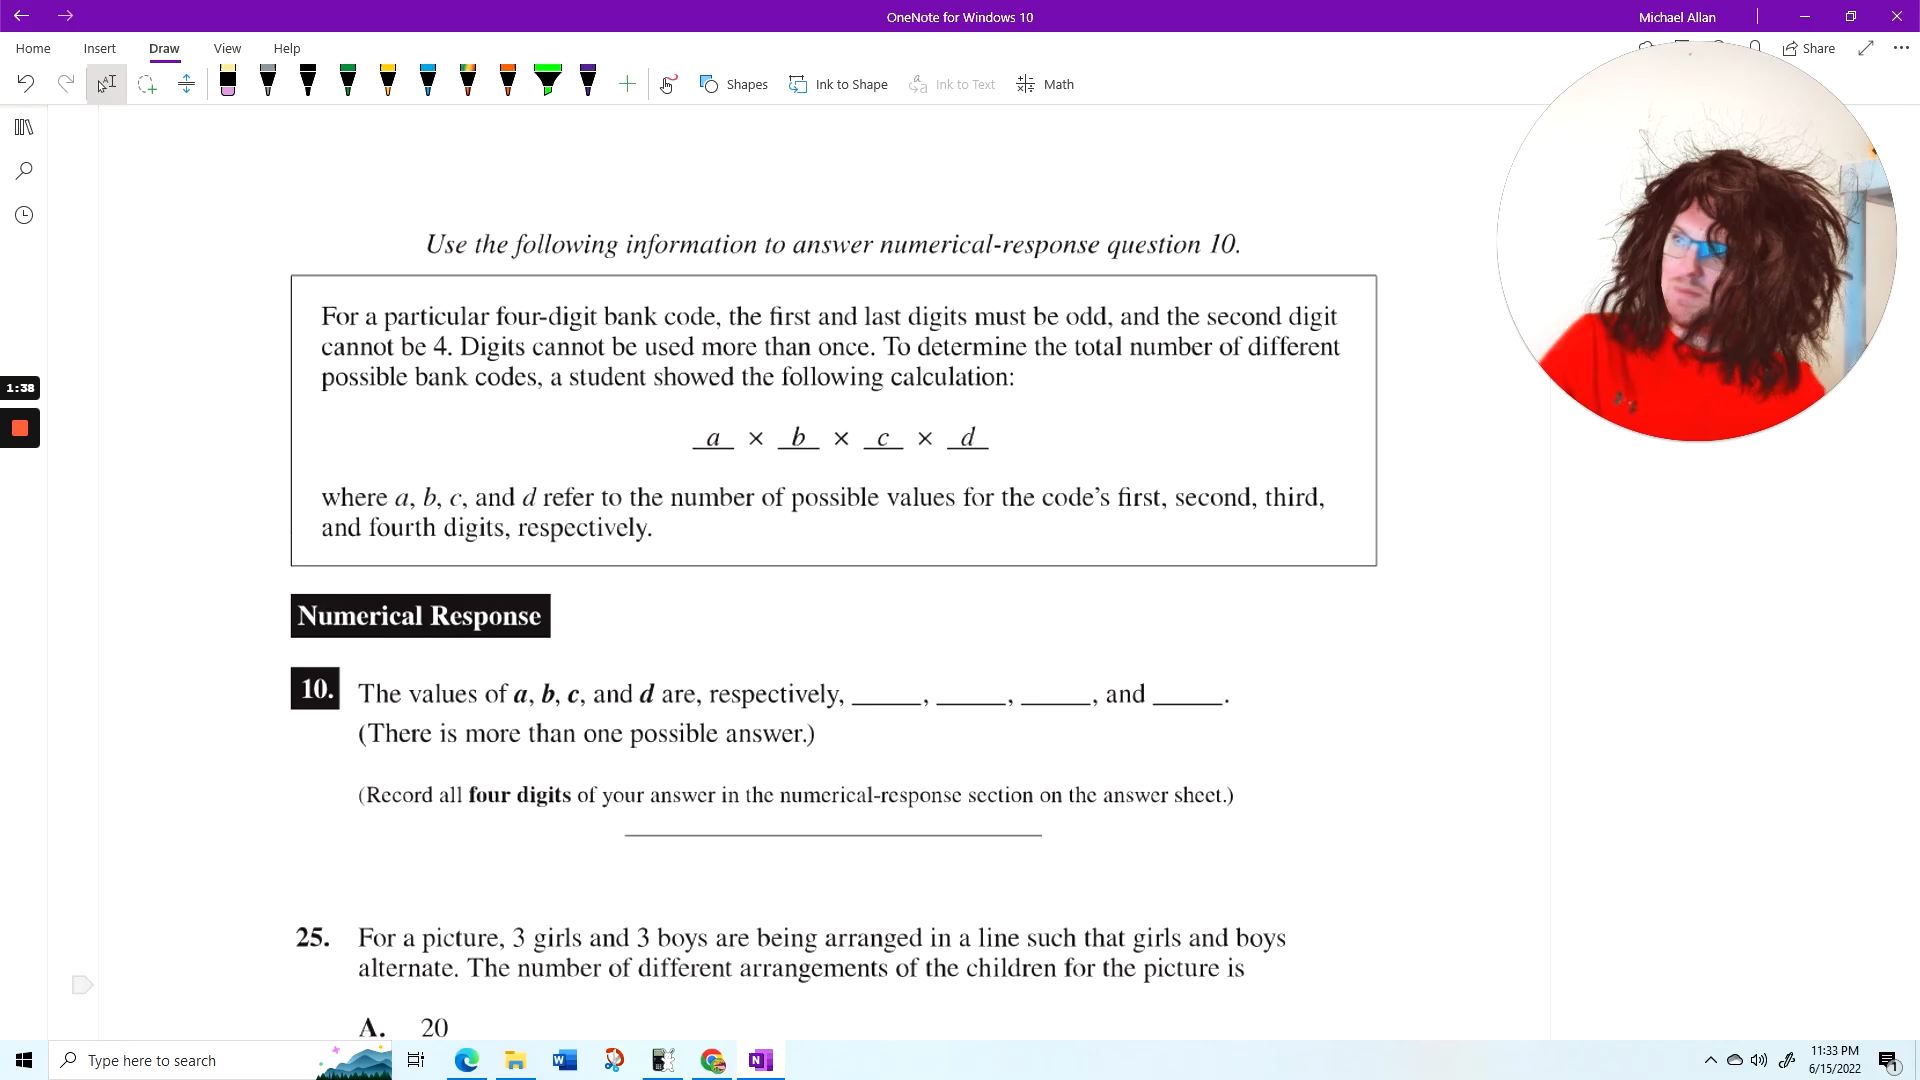 OneNote for Windows 10
Michael Allan
Home Insert Draw View Help
Share
Shapes
Ink to Shape
Ink to Text
Math
Use the following information to answer numerical-response question 10.
For a particular four-digit bank code, the first and last digits must be odd, and the second digit
cannot be 4. Digits cannot be used more than once. To determine the total number of different
possible bank codes, a student showed the following calculation:
a × b × c × d
where a, b, c, and d refer to the number of possible values for the code’s first, second, third,
and fourth digits, respectively.
1:38
Numerical Response
10. The values of a, b, c, and d are, respectively, _____, _____, _____, and _____.
(There is more than one possible answer.)
(Record all four digits of your answer in the numerical-response section on the answer sheet.)
25. For a picture, 3 girls and 3 boys are being arranged in a line such that girls and boys
alternate. The number of different arrangements of the children for the picture is
A. 20
Type here to search
11:33 PM
6/15/2022
1